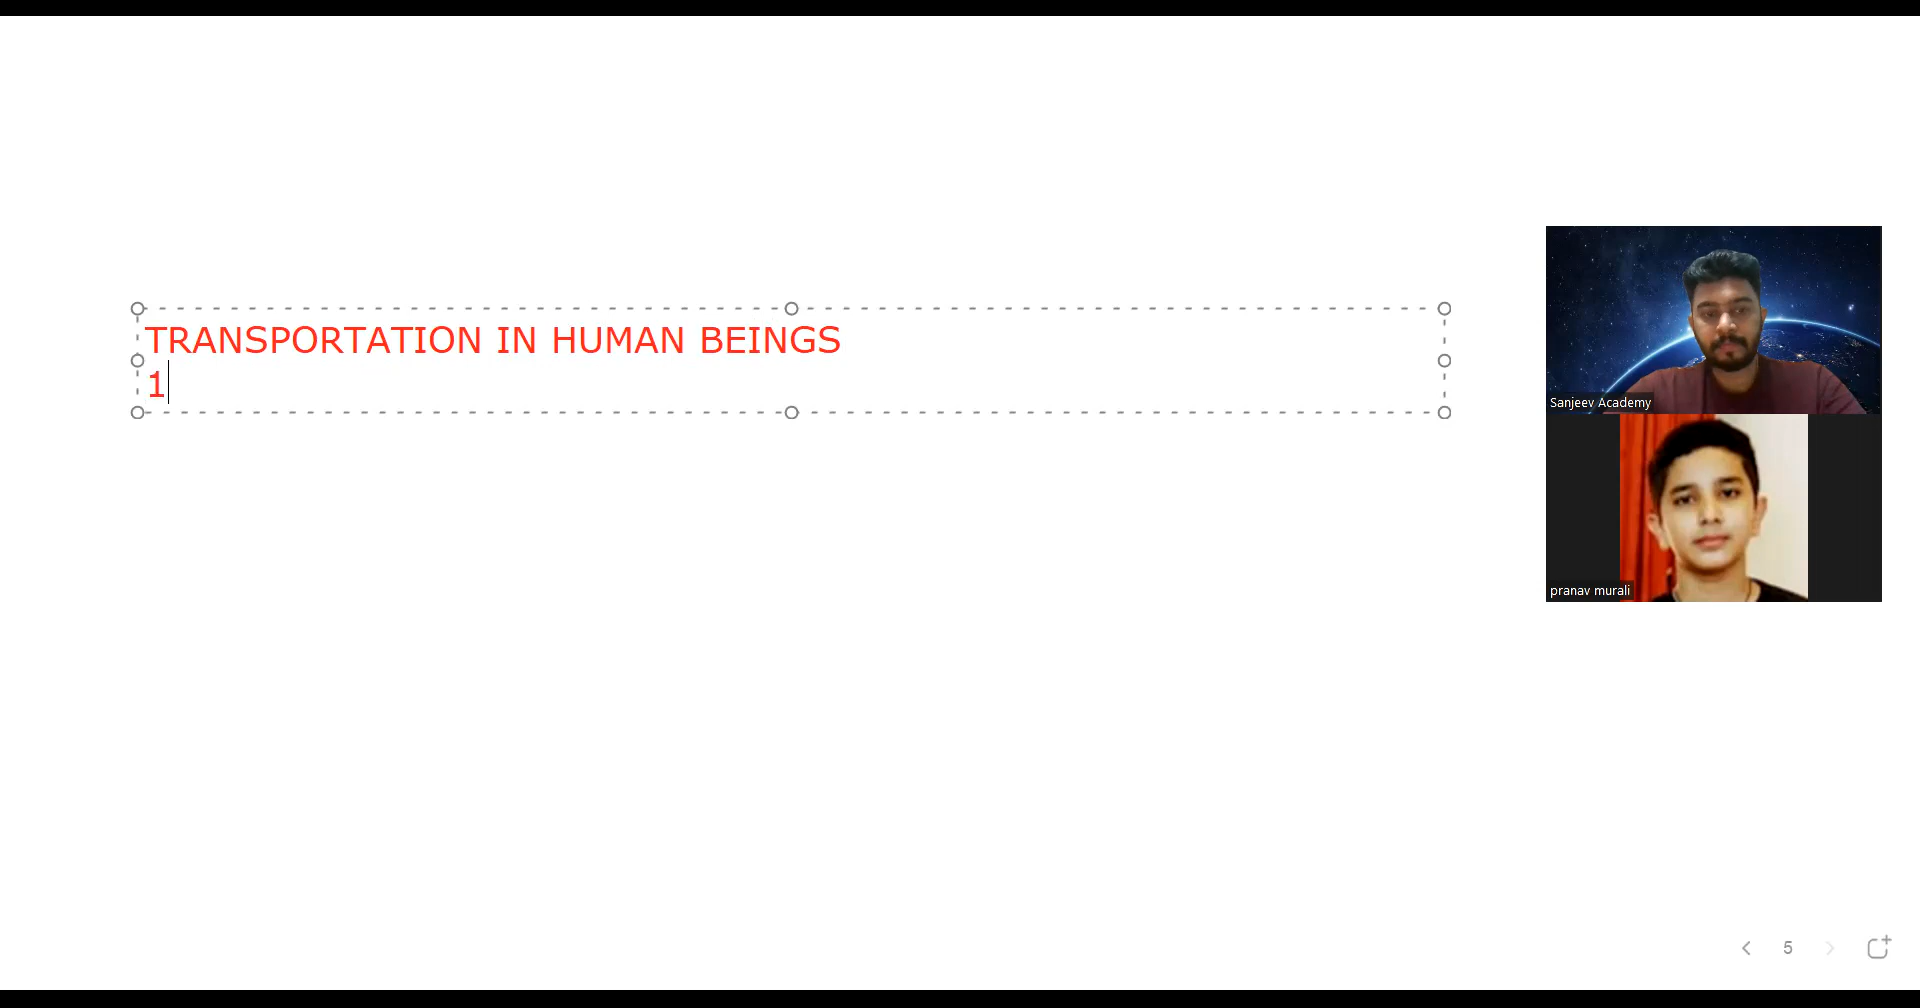 TRANSPORTATION IN HUMAN BEINGS
1
Sanjeev Academy
pranav murali
5